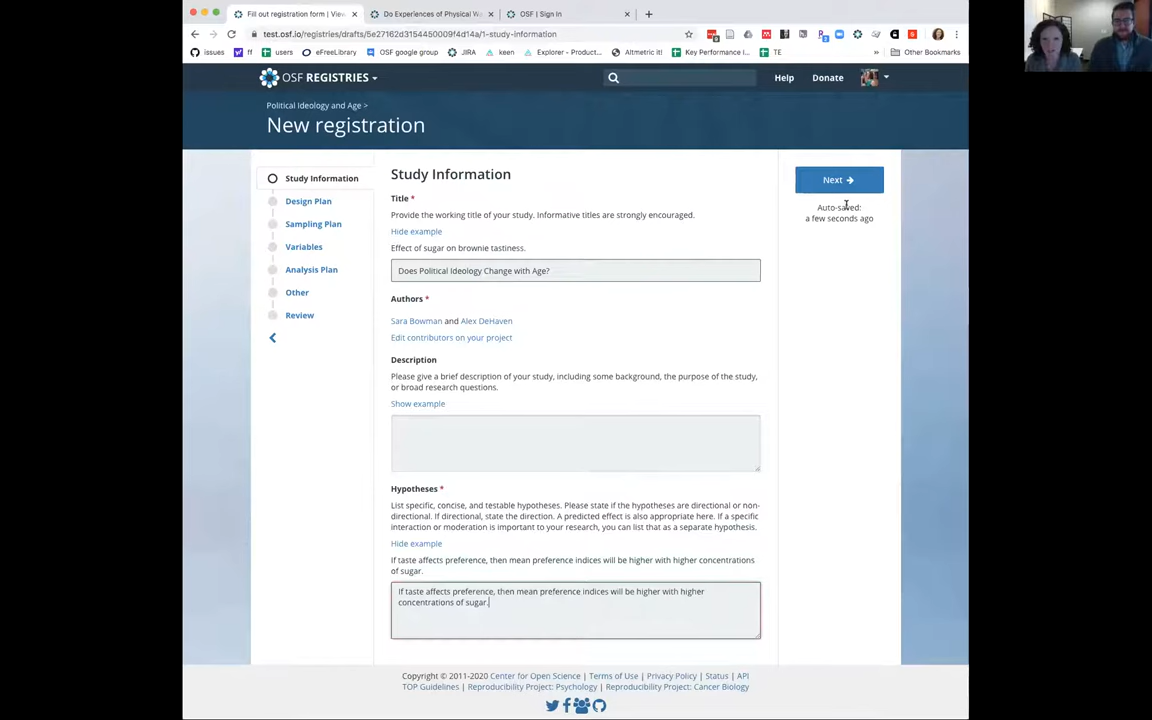 Fill out registration form | View
Do Experiences of Physical Wa
OSF | Sign In
test.osf.io/registries/drafts/5e27162d3154450009f4d14a/1-study-information
issues
ff
users
eFreeLibrary
OSF google group
JIRA
keen
Explorer - Product...
Altmetric it!
Key Performance I...
TE
»
Other Bookmarks
OSF REGISTRIES
Help
Donate
Political Ideology and Age >
New registration
Study Information
Design Plan
Sampling Plan
Variables
Analysis Plan
Other
Review
Study Information
Title *
Provide the working title of your study. Informative titles are strongly encouraged.
Hide example
Effect of sugar on brownie tastiness.
Does Political Ideology Change with Age?
Authors *
Sara Bowman and Alex DeHaven
Edit contributors on your project
Description
Please give a brief description of your study, including some background, the purpose of the study,
or broad research questions.
Show example
Hypotheses *
List specific, concise, and testable hypotheses. Please state if the hypotheses are directional or non-
directional. If directional, state the direction. A predicted effect is also appropriate here. If a specific
interaction or moderation is important to your research, you can list that as a separate hypothesis.
Hide example
If taste affects preference, then mean preference indices will be higher with higher concentrations
of sugar.
If taste affects preference, then mean preference indices will be higher with higher
concentrations of sugar.
Next →
Auto-saved:
a few seconds ago
Copyright © 2011-2020 Center for Open Science | Terms of Use | Privacy Policy | Status | API
TOP Guidelines | Reproducibility Project: Psychology | Reproducibility Project: Cancer Biology